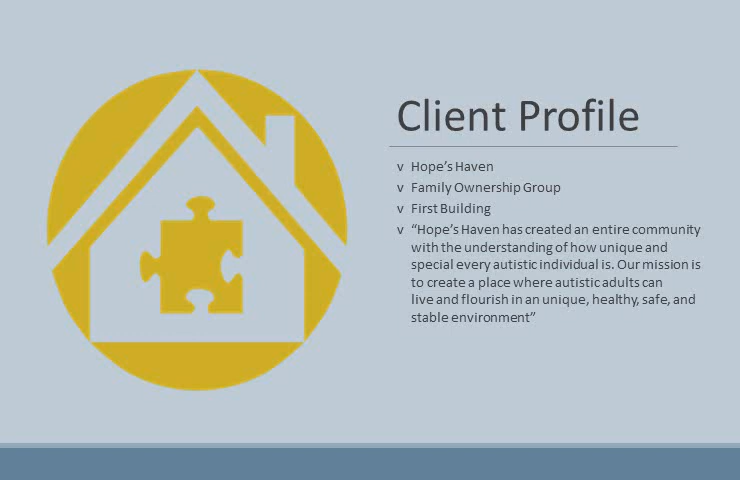 Client Profile
v Hope’s Haven
v Family Ownership Group
v First Building
v “Hope’s Haven has created an entire community
with the understanding of how unique and
special every autistic individual is. Our mission is
to create a place where autistic adults can
live and flourish in an unique, healthy, safe, and
stable environment”